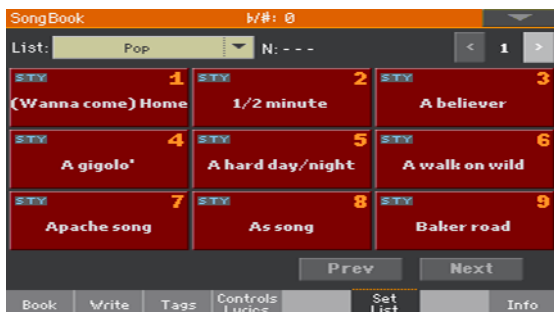 SongBook ♭/#: 0
List: Pop N:---
< 1 >
STY 1 STY 2 STY 3
(Wanna come) Home 1/2 minute A believer
STY 4 STY 5 STY 6
A gigolo' A hard day/night A walk on wild
STY 7 STY 8 STY 9
Apache song As song Baker road
Prev Next
Book Write Tags Controls Lyrics Set List Info